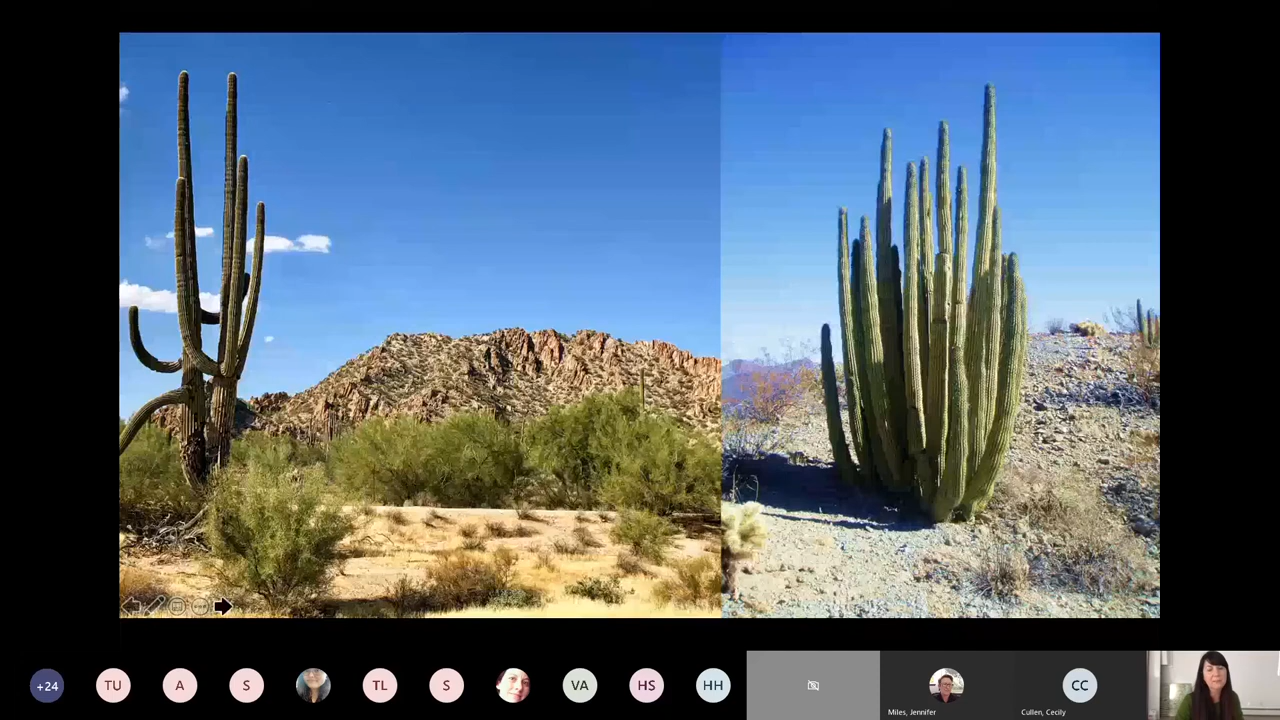 +24
TU
A
S
TL
S
VA
HS
HH
Miles, Jennifer
CC
Cullen, Cecily